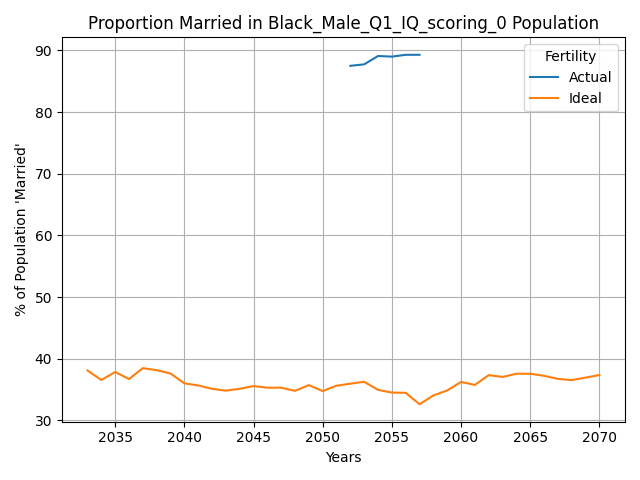 Proportion Married in Black_Male_Q1_IQ_scoring_0 Population
% of Population 'Married'
90
80
70
60
50
40
30
Fertility
Actual
Ideal
2035 2040 2045 2050 2055 2060 2065 2070
Years